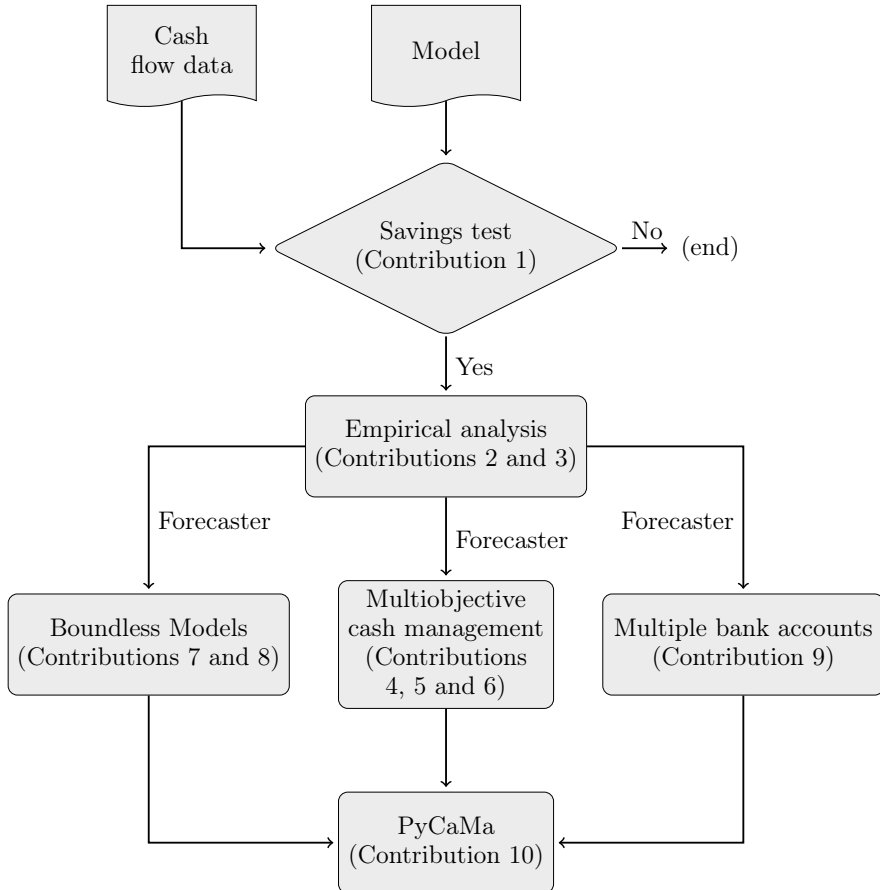 Cash
flow data
Model
Savings test
(Contribution 1)
No
(end)
Yes
Empirical analysis
(Contributions 2 and 3)
Forecaster
Forecaster
Forecaster
Boundless Models
(Contributions 7 and 8)
Multiobjective
cash management
(Contributions
4, 5 and 6)
Multiple bank accounts
(Contribution 9)
PyCaMa
(Contribution 10)